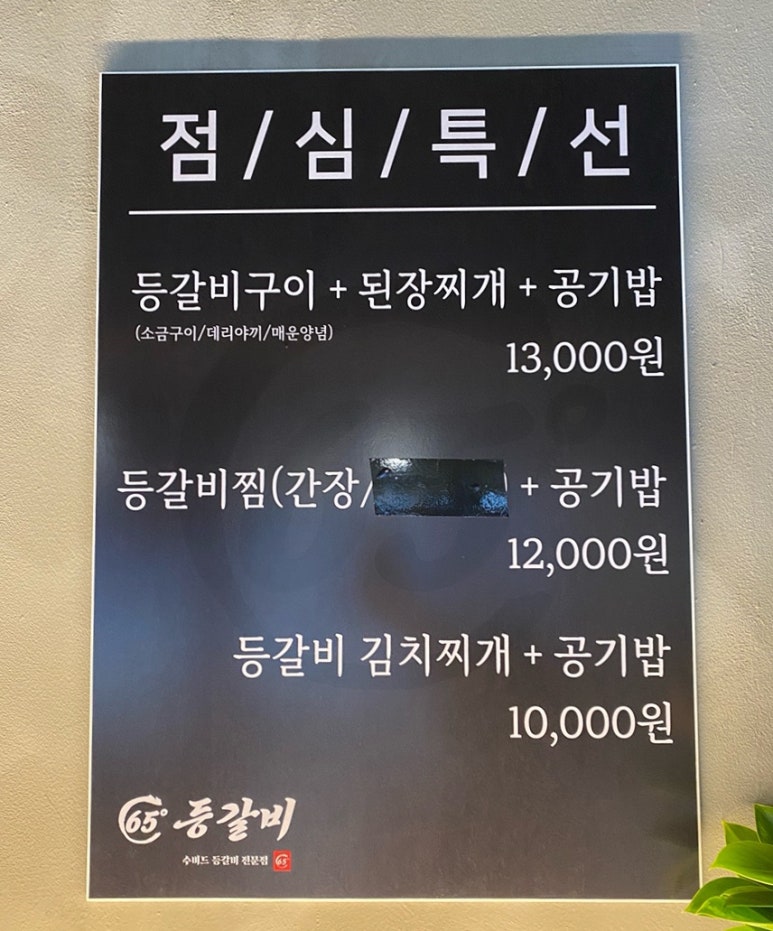 점/심/특/선
등갈비구이 + 된장찌개 + 공기밥
(소금구이/데리야끼/매운양념)
13,000원
등갈비찜(간장/ ) + 공기밥
12,000원
등갈비 김치찌개 + 공기밥
10,000원
65° 등갈비
수비드 등갈비 전문점 65°